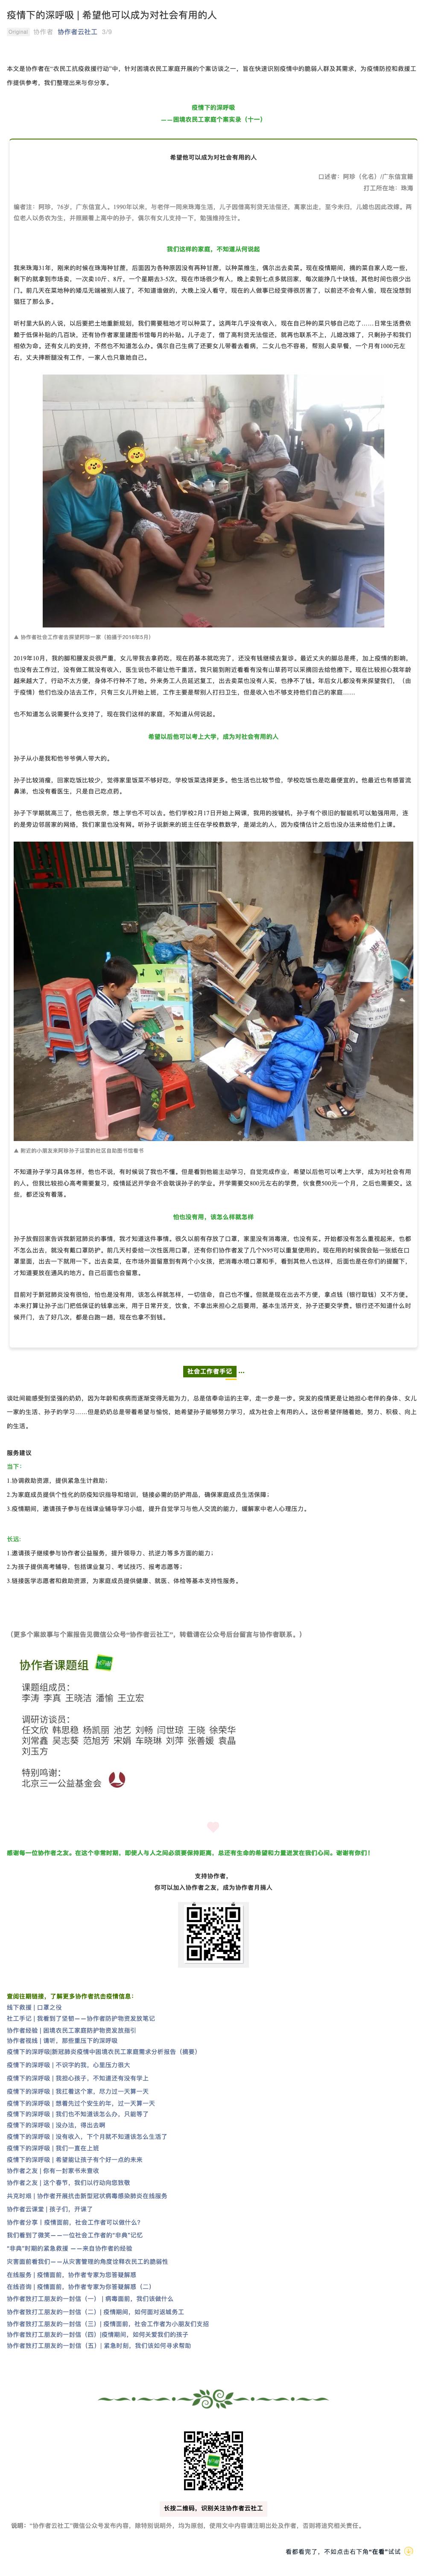 疫情下的深呼吸 | 希望他可以成为对社会有用的人
Original 协作者 协作者云社工 3/9
本文是协作者在“农民工抗疫救援行动”中，针对困境农民工家庭开展的个案访谈之一，旨在快速识别疫情中的脆弱人群及其需求，为疫情防控和救援工
作提供参考，我们整理出来与你分享。
疫情下的深呼吸
——困境农民工家庭个案实录（十一）
希望他可以成为对社会有用的人
口述者：阿珍（化名）/广东信宜籍
打工所在地：珠海
编者注：阿珍，76岁，广东信宜人。1990年以来，与老伴一同来珠海生活，儿子因借高利贷无法偿还，离家出走，至今未归，儿媳也因此改嫁。两
位老人以务农为生，并照顾着上高中的孙子，偶尔有女儿支持一下，勉强维持生计。
我们这样的家庭，不知道从何说起
我来珠海31年，刚来的时候在珠海种甘蔗，后面因为各种原因没有再种甘蔗，以种菜维生，偶尔出去卖菜。现在疫情期间，摘的菜自家人吃一些，
剩下的就拿到市场卖，一次卖10斤、8斤，一个星期去3-5次。现在市场很少有人，晚上卖到七点多就回家，每次能挣几十块钱，其他时间也很少出
门。前几天在菜地种的矮瓜无端被别人拔了，不知道谁做的，大晚上没人看守，现在的人做事已经变得很厉害了，以前还不会有人偷，现在没想到
猖狂了那么多。
听村里大队的人说，以后要把土地重新规划，我们需要租地才可以种菜了。这两年几乎没有收入，现在自己种的菜只够自己吃了……日常生活费依
赖于低保补贴的几百块，还有协作者家里建图书馆每月的补贴。儿子走了，借了高利贷无法偿还，就再也联系不上，儿媳改嫁了，只剩孙子和我们
相依为命。还有女儿的支持，不然也不知道怎么办。偶尔自己生病了还要女儿带着去看病，二女儿也不容易，帮别人卖早餐，一个月有1000元左
右，丈夫摔断腿没有工作，一家人也只靠她自己。
▲ 协作者社会工作者去探望阿珍一家（拍摄于2018年5月）
2019年10月，我的脚和腰发炎很严重，女儿带我去拿药吃，现在药基本就吃完了，还没有钱继续去复诊。最近丈夫的脚总是疼，加上疫情的影响，
也没有去工作过，没有做工就没有收入，医生说也不能让他干重活。我只能到附近看看有没有山草药可以采摘回去给他擦下。现在比较担心我年龄
越来越大了，行动不太方便，身体不行种不了地。外来务工人员延迟复工，出去卖菜也没有人买，也挣不了钱。年后女儿都没有来探望我们，（由
于疫情）他们也没办法去工作，只有三女儿开始上班，工作主要是帮别人打扫卫生，但是收入也不够支持他们自己的家庭……
也不知道怎么说需要什么支持了，现在我们这样的家庭，不知道从何说起。
希望以后他可以考上大学，成为对社会有用的人
孙子从小是我和他爷爷俩人带大的。
孙子比较消瘦，回家吃饭比较少，觉得家里饭菜不够好吃，学校饭菜选择更多。他生活也比较节俭，学校吃饭也是吃最便宜的。他最近也有感冒流
鼻涕，也没有看医生，只是自己吃点药。
孙子下学期就高三了，他也很无奈，想上学也不可以去。他们学校2月17日开始上网课，我用的按键机，孙子有个很旧的智能机可以勉强用用，连
的是旁边邻居家的网络，我们家里也没有网。听孙子说新来的班主任在学校教数学，是湖北的人，因为疫情估计之后也没办法来给他们上课。
▲ 附近的小朋友来阿珍孙子运营的社区自助图书馆看书
不知道孙子学习具体怎样，他也不说，有时候说了我也不懂。但是看到他能主动学习，自觉完成作业，希望以后他可以考上大学，成为对社会有用
的人。但我比较担心高考需要复习，疫情延迟开学会不会耽误孙子的学业。开学需要交800元左右的学费，伙食费500元一个月，之后也需要交。这
些，都还没有着落。
怕也没有用，该怎么样就怎样
孙子放假回家告诉我新冠肺炎的事情，我才知道这件事情。很久以前有存放了口罩，家里没有消毒液，也没有买。开始都没有怎么重视起来，也都
不怎么出去，就没有戴口罩防护。前几天村委给一次性医用口罩，还有你们协作者发了几个N95可以重复使用的。现在用的时候我会贴一张纸在口
罩里面，出去一下就用一下。出去卖菜，在市场外面留意到有两个小女孩，把消毒水喷口罩和手，看到其他人也这样，后面也是在你们的提醒下，
才知道要放在通风的地方。自己后面也会留意。
目前对于新冠肺炎没有很怕，怕也是没有用，该怎么样就怎样，一切信命，自己也不懂。但就是现在出去不方便，拿点钱（银行取钱）又不方便。
本来打算让孙子出门把低保证的钱拿出来，用于日常开支，饮食，不拿出来担心之后要用，基本生活开支，孙子还要交学费。银行还不知道什么时
候开门，去了好几次，都是白跑一趟，现在也拿不到钱。
社会工作者手记 ...
谈吐间能感受到坚强的奶奶，因为年龄和疾病而逐渐变得无能为力，总是信奉命运的主宰，走一步是一步。突发的疫情更是让她担心老伴的身体、女儿
一家的生活、孙子的学习……但是奶奶总是带着希望与愉悦，她希望孙子能够努力学习，成为社会上有用的人。这份希望伴随着她，努力、积极、向上
的生活。
服务建议
当下：
1.协调救助资源，提供紧急生计救助；
2.为家庭成员提供个性化的防疫知识指导和培训，链接必需的防护用品，确保家庭成员生活保障；
3.疫情期间，邀请孩子参与在线课业辅导学习小组，提升自觉学习与他人交流的能力，缓解家中老人心理压力。
长远：
1.邀请孩子继续参与协作者公益服务，提升领导力、抗逆力等多方面的能力；
2.为孩子提供高考辅导，包括课业复习、考试技巧、报考志愿等；
3.链接医学志愿者和救助资源，为家庭成员提供健康、就医、体检等基本支持性服务。
（更多个案故事与个案报告见微信公众号“协作者云社工”，转载请在公众号后台留言与协作者联系。）
协作者课题组
课题组成员：
李涛 李真 王晓洁 潘愉 王立宏
调研访谈员：
任文欣 韩思稳 杨凯丽 池艺 刘畅 闫世琼 王晓 徐荣华
刘常鑫 吴志葵 范旭芳 宋娟 车晓琳 刘萍 张善媛 袁晶
刘玉方
特别鸣谢：
北京三一公益基金会
感谢每一位协作者之友。在这个非常时期，即使人与人之间必须要保持距离，总还有生命的希望和力量迸发在我们心间。谢谢有你们！
支持协作者，
你可以加入协作者之友，成为协作者月捐人
查阅往期链接，了解更多协作者抗击疫情信息：
线下救援 | 口罩之役
社工手记 | 我看到了坚韧——协作者防护物资发放笔记
协作者经验 | 困境农民工家庭防护物资发放指引
协作者视线 | 请听，那些重压下的深呼吸
疫情下的深呼吸|新冠肺炎疫情中困境农民工家庭需求分析报告（摘要）
疫情下的深呼吸 | 不识字的我，心里压力很大
疫情下的深呼吸 | 我担心孩子，不知道还有没有学上
疫情下的深呼吸 | 我扛着这个家，尽力过一天算一天
疫情下的深呼吸 | 想着先过个安生的年，过一天算一天
疫情下的深呼吸 | 我们也不知道该怎么办，只能等了
疫情下的深呼吸 | 没办法，得出去啊
疫情下的深呼吸 | 没有收入，下个月就不知道该怎么生活了
疫情下的深呼吸 | 我们一直在上班
疫情下的深呼吸 | 希望能让孩子有个好一点的未来
协作者之友 | 你有一封家书未查收
协作者之友 | 这个春节，我们以行动向您致敬
共克时艰 | 协作者开展抗击新型冠状病毒感染肺炎在线服务
协作者云课堂 | 孩子们，开课了
协作者分享丨疫情面前，社会工作者可以做什么？
我们看到了微笑——一位社会工作者的“非典”记忆
“非典”时期的紧急救援 ——来自协作者的经验
灾害面前看我们——从灾害管理的角度诠释农民工的脆弱性
在线服务 | 疫情面前，协作者专家为您答疑解惑
在线咨询 | 疫情面前，协作者专家为你答疑解惑（二）
协作者致打工朋友的一封信（一） | 病毒面前，我们该做什么
协作者致打工朋友的一封信（二） | 疫情期间，如何面对返城务工
协作者致打工朋友的一封信（三）| 疫情面前，社会工作者为小朋友们支招
协作者致打工朋友的一封信（四）|疫情期间，如何关爱我们的孩子
协作者致打工朋友的一封信（五）| 紧急时刻，我们该如何寻求帮助
长按二维码，识别关注协作者云社工
说明：“协作者云社工”微信公众号发布内容，除特别说明外，均为原创，使用文中内容请注明出处及作者，否则将追究相关责任。
看都看完了，不如点击右下角“在看”试试